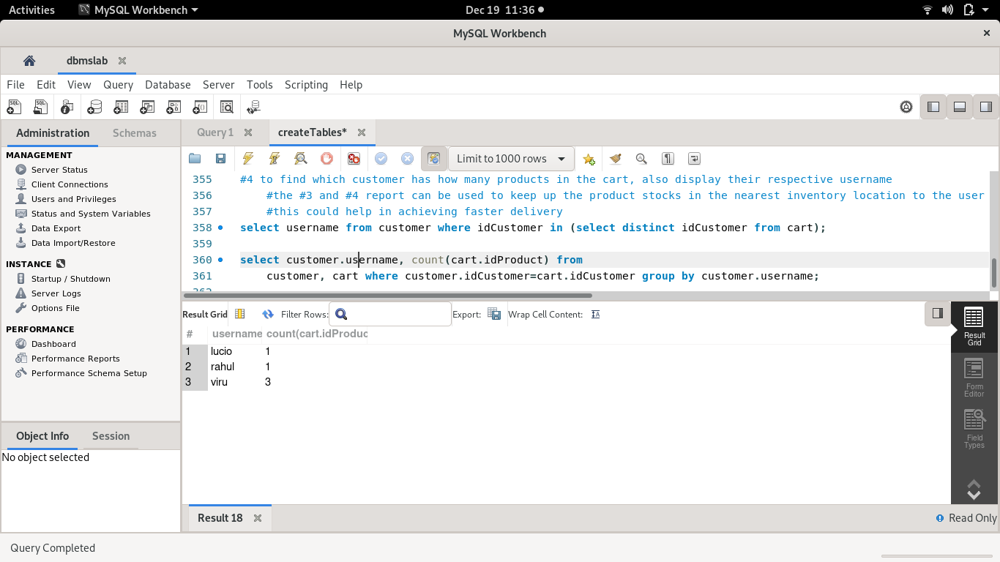 Activities
MySQL Workbench
Dec 19 11:36
MySQL Workbench
dbmslab
File Edit View Query Database Server Tools Scripting Help
Administration
Schemas
MANAGEMENT
Server Status
Client Connections
Users and Privileges
Status and System Variables
Data Export
Data Import/Restore
INSTANCE
Startup / Shutdown
Server Logs
Options File
PERFORMANCE
Dashboard
Performance Reports
Performance Schema Setup
Object Info
Session
No object selected
Query 1
createTables*
Limit to 1000 rows
355 #4 to find which customer has how many products in the cart, also display their respective username
356 #the #3 and #4 report can be used to keep up the product stocks in the nearest inventory location to the user
357 #this could help in achieving faster delivery
358 select username from customer where idCustomer in (select distinct idCustomer from cart);
359
360 select customer.username, count(cart.idProduct) from
361 customer, cart where customer.idCustomer=cart.idCustomer group by customer.username;
362
Result Grid Filter Rows: Export: Wrap Cell Content:
# username count(cart.idProduc
1 lucio 1
2 rahul 1
3 viru 3
Result
Grid
Form
Editor
Field
Types
Result 18
Read Only
Query Completed